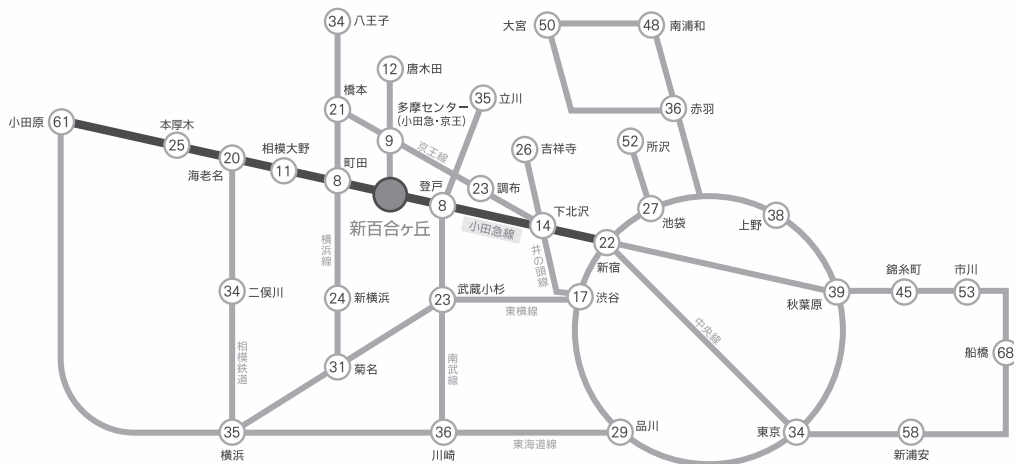 34 八王子
大宮 50
48 南浦和
12 唐木田
橋本
21
多摩センター
(小田急・京王)
35 立川
36 赤羽
小田原 61
本厚木
25
9
京王線
26 吉祥寺
52 所沢
相模大野
20
海老名
11
町田
8
登戸
8
23 調布
下北沢
14
27
池袋
上野 38
新百合ヶ丘
小田急線
22
新宿
横浜線
井の頭線
34 二俣川
24 新横浜
23 武蔵小杉
東横線
17 渋谷
39
秋葉原
錦糸町
45
市川
53
中央線
相模鉄道
31 菊名
南武線
船橋 68
35
横浜
36
川崎
東海道線
29 品川
東京 34
58
新浦安